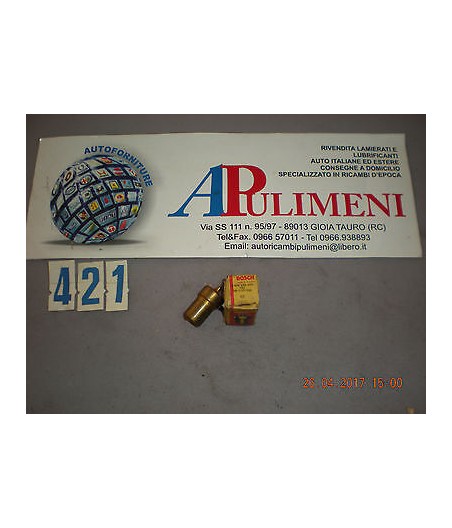 AUTOFORNITURE
RIVENDITA LAMIERATI E
LUBRIFICANTI
AUTO ITALIANE ED ESTERE
CONSEGNE A DOMICILIO
SPECIALIZZATO IN RICAMBI D'EPOCA
APULIMENI
Via SS 111 n. 95/97 - 89013 GIOIA TAURO (RC)
Tel&Fax. 0966 57011 - Tel 0966.938893
Email: autoricambipulimeni@libero.it
421
BOSCH
26 04 2017 15:00